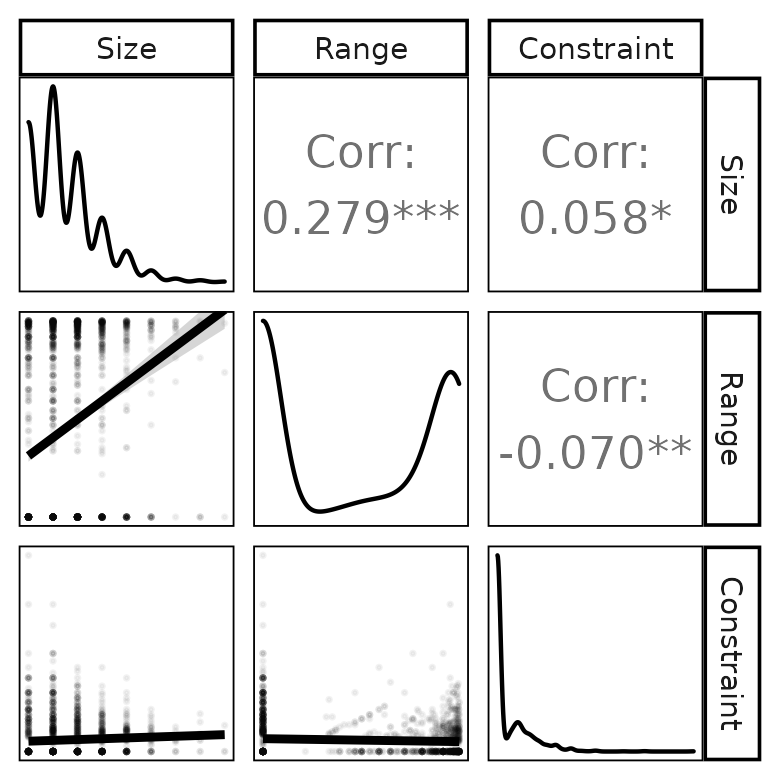 Size
Range
Constraint
Corr:
0.279***
Corr:
0.058*
Size
Corr:
-0.070**
Range
Constraint